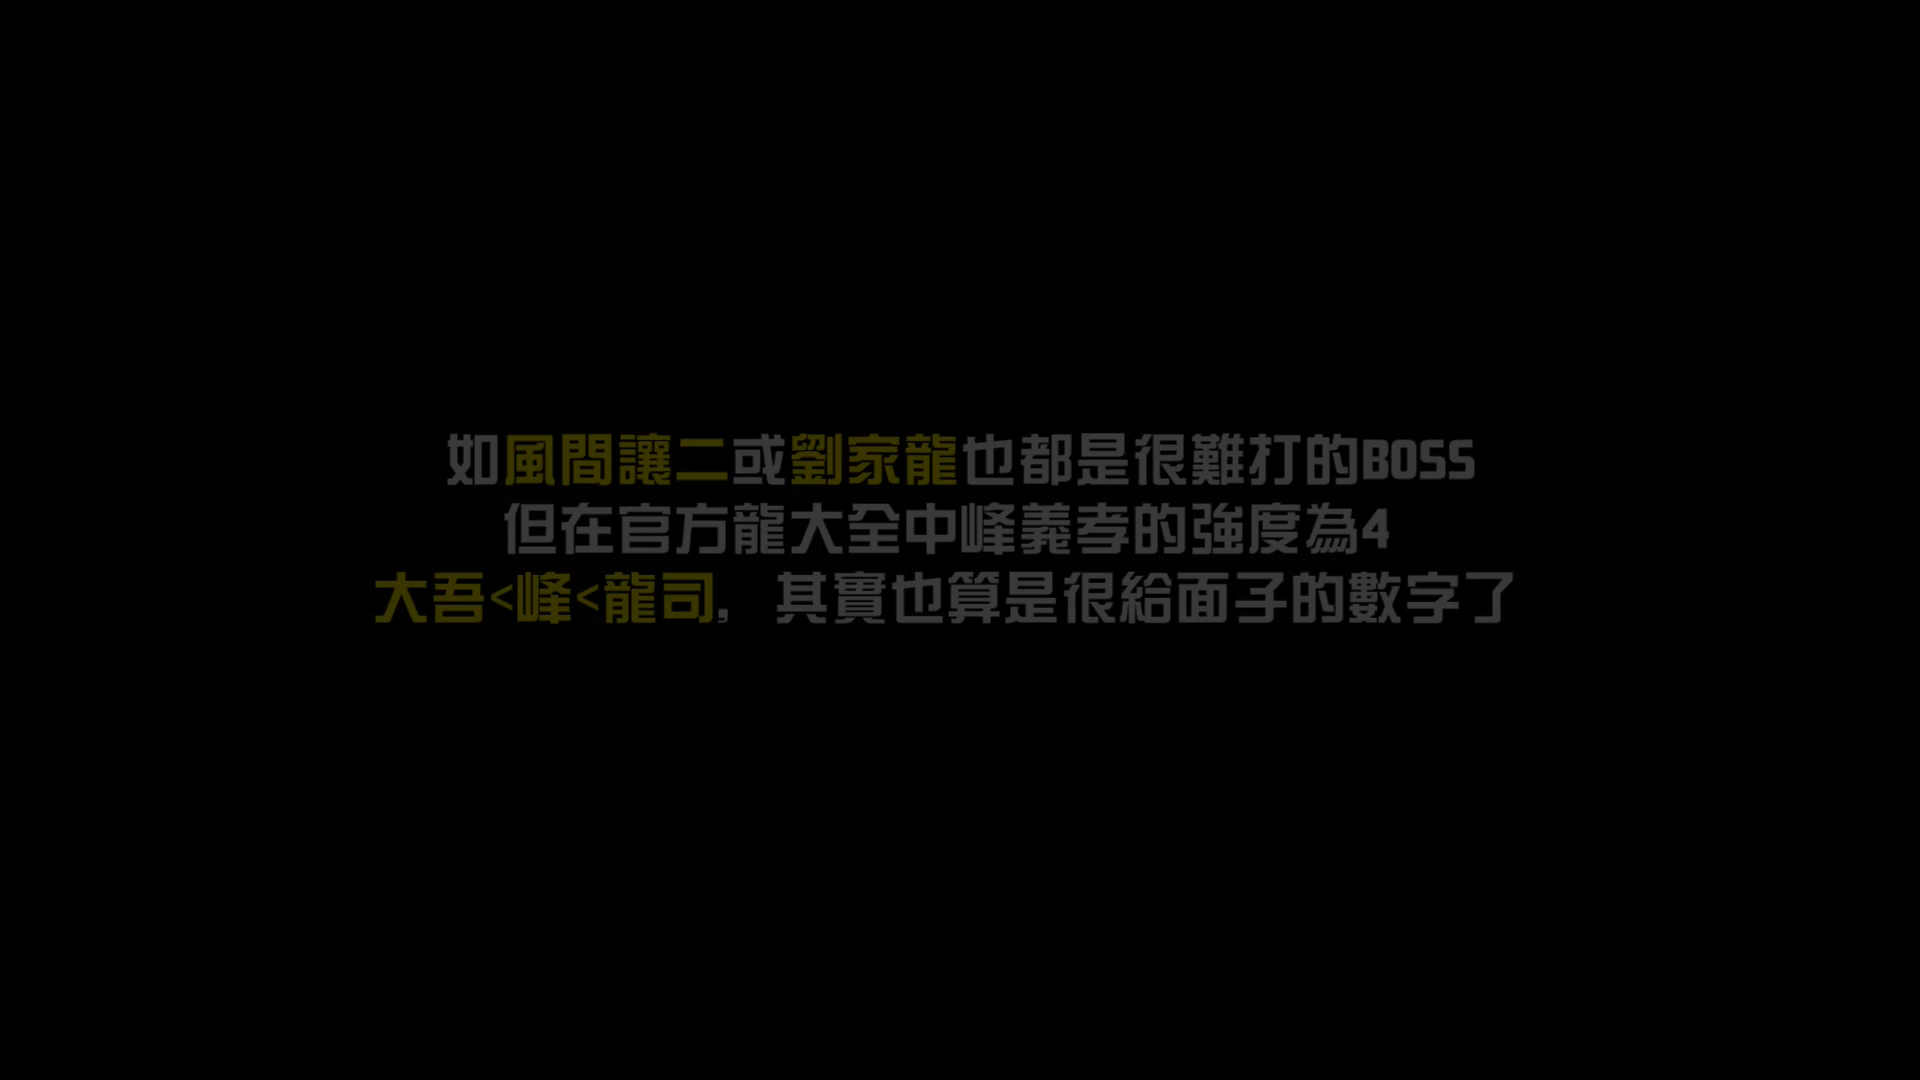 如風間讓二或劉家龍也都是很難打的BOSS
但在官方龍大全中峰義孝的強度為4
大吾<峰<龍司, 其實也算是很給面子的數字了